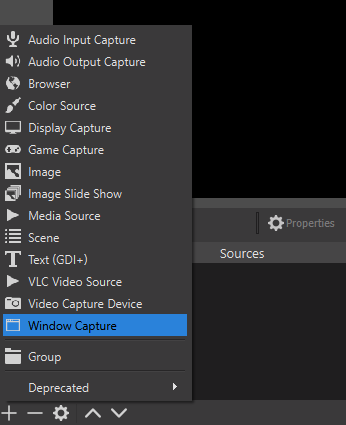 Audio Input Capture
Audio Output Capture
Browser
Color Source
Display Capture
Game Capture
Image
Image Slide Show
Media Source
Scene
Text (GDI+)
VLC Video Source
Video Capture Device
Window Capture
Group
Deprecated
Properties
Sources